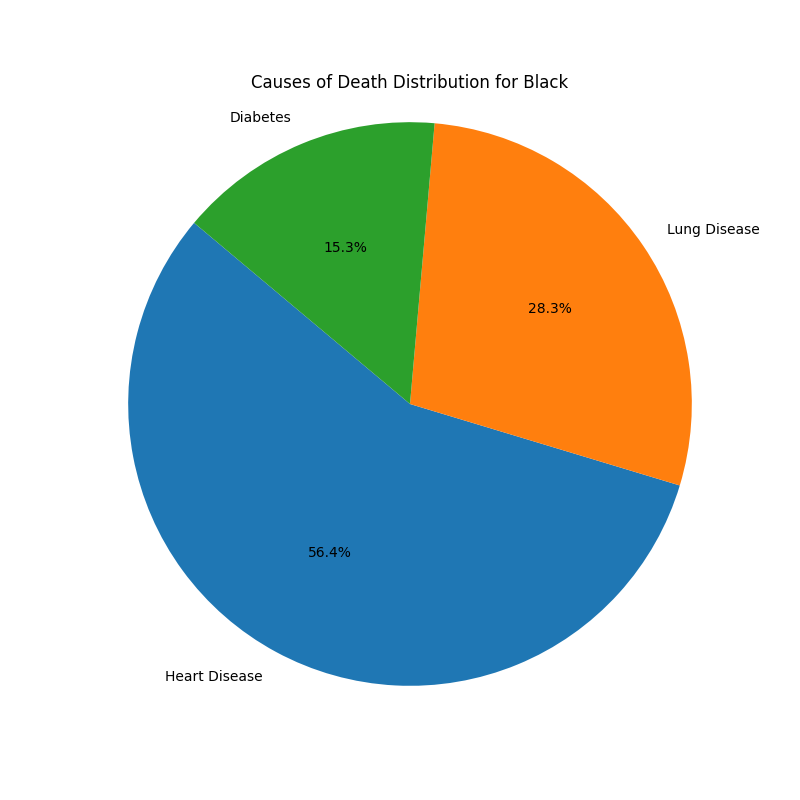 Causes of Death Distribution for Black
Diabetes
Lung Disease
15.3%
28.3%
56.4%
Heart Disease